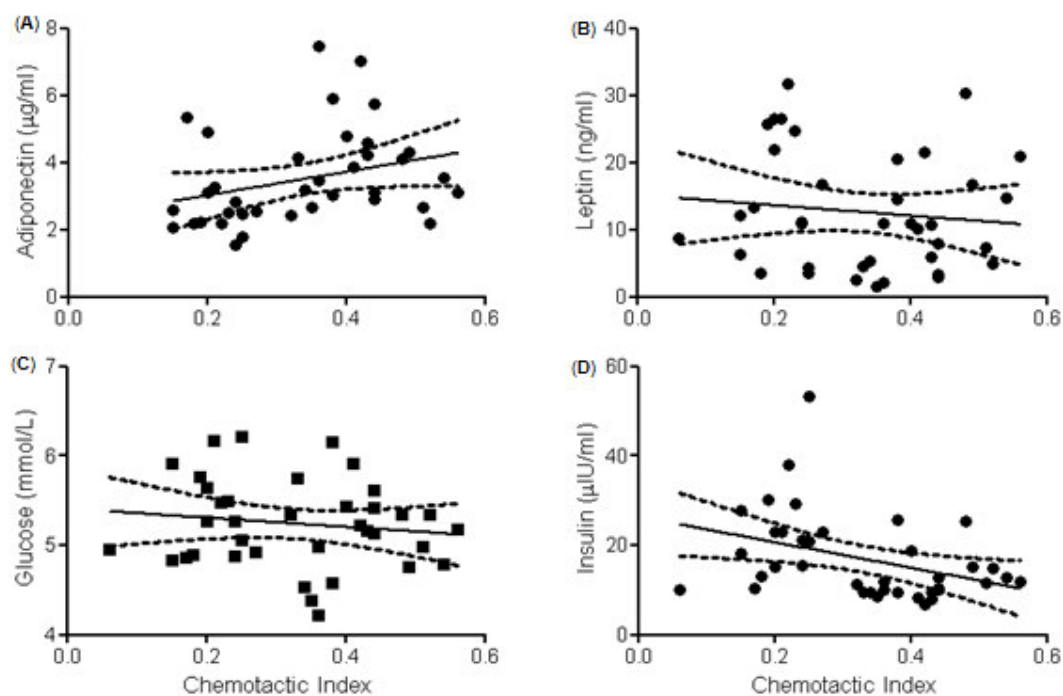 (A)
Adiponectin (μg/ml)
8
6
4
2
0
0.0 0.2 0.4 0.6
(B)
Leptin (ng/ml)
40
30
20
10
0
0.0 0.2 0.4 0.6
(C)
Glucose (mmol/L)
7
6
5
4
0.0 0.2 0.4 0.6
Chemotactic Index
(D)
Insulin (μIU/ml)
60
40
20
0
0.0 0.2 0.4 0.6
Chemotactic Index